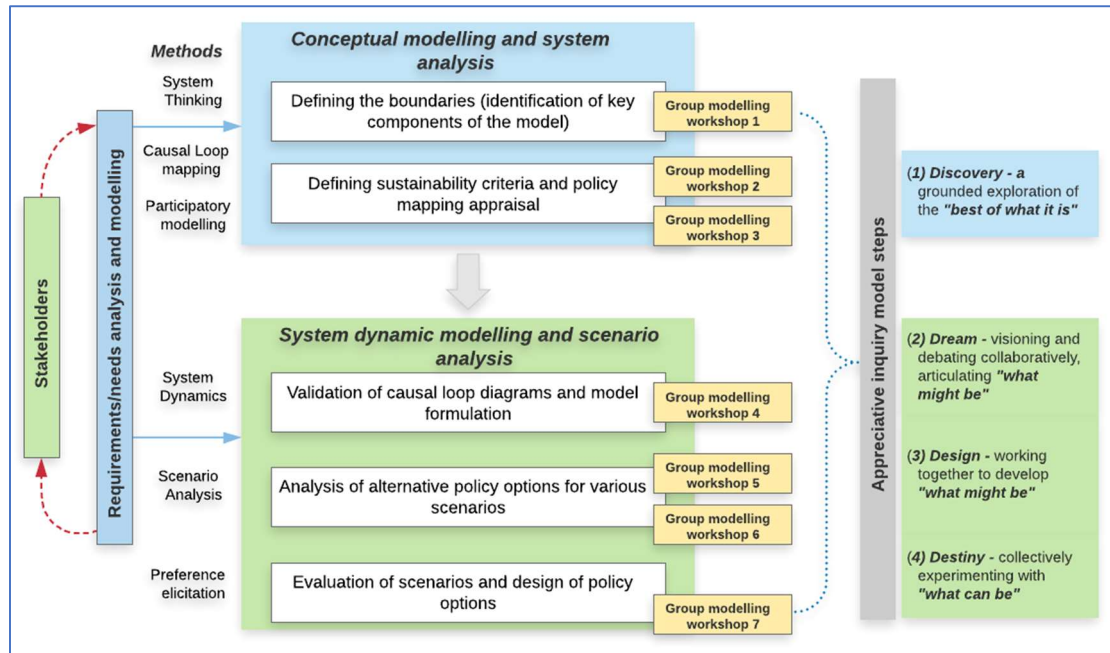 Methods
System
Thinking
Causal Loop
mapping
Participatory
modelling
System
Dynamics
Scenario
Analysis
Preference
elicitation
Stakeholders
Requirements/needs analysis and modelling
Conceptual modelling and system
analysis
Defining the boundaries (identification of key
components of the model)
Group modelling
workshop 1
Defining sustainability criteria and policy
mapping appraisal
Group modelling
workshop 2
Group modelling
workshop 3
System dynamic modelling and scenario
analysis
Validation of causal loop diagrams and model
formulation
Group modelling
workshop 4
Analysis of alternative policy options for various
scenarios
Group modelling
workshop 5
Group modelling
workshop 6
Evaluation of scenarios and design of policy
options
Group modelling
workshop 7
Appreciative inquiry model steps
(1) Discovery - a
grounded exploration of
the "best of what it is"
(2) Dream - visioning and
debating collaboratively,
articulating "what
might be"
(3) Design - working
together to develop
"what might be"
(4) Destiny - collectively
experimenting with
"what can be"